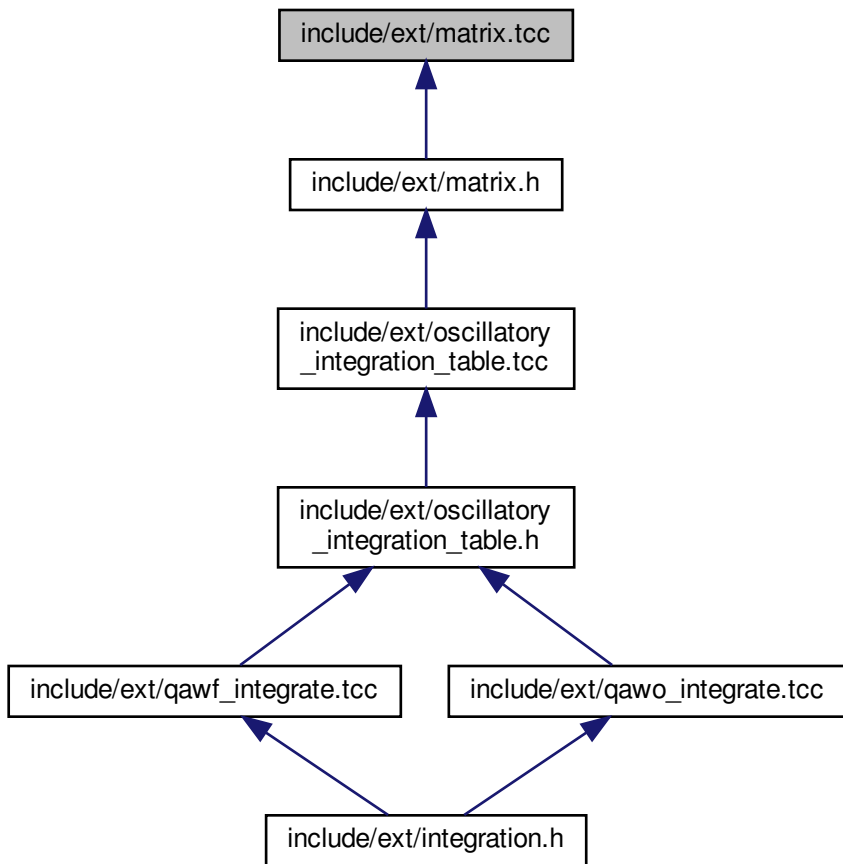 include/ext/matrix.tcc
include/ext/matrix.h
include/ext/oscillatory
_integration_table.tcc
include/ext/oscillatory
_integration_table.h
include/ext/qawf_integrate.tcc
include/ext/qawo_integrate.tcc
include/ext/integration.h